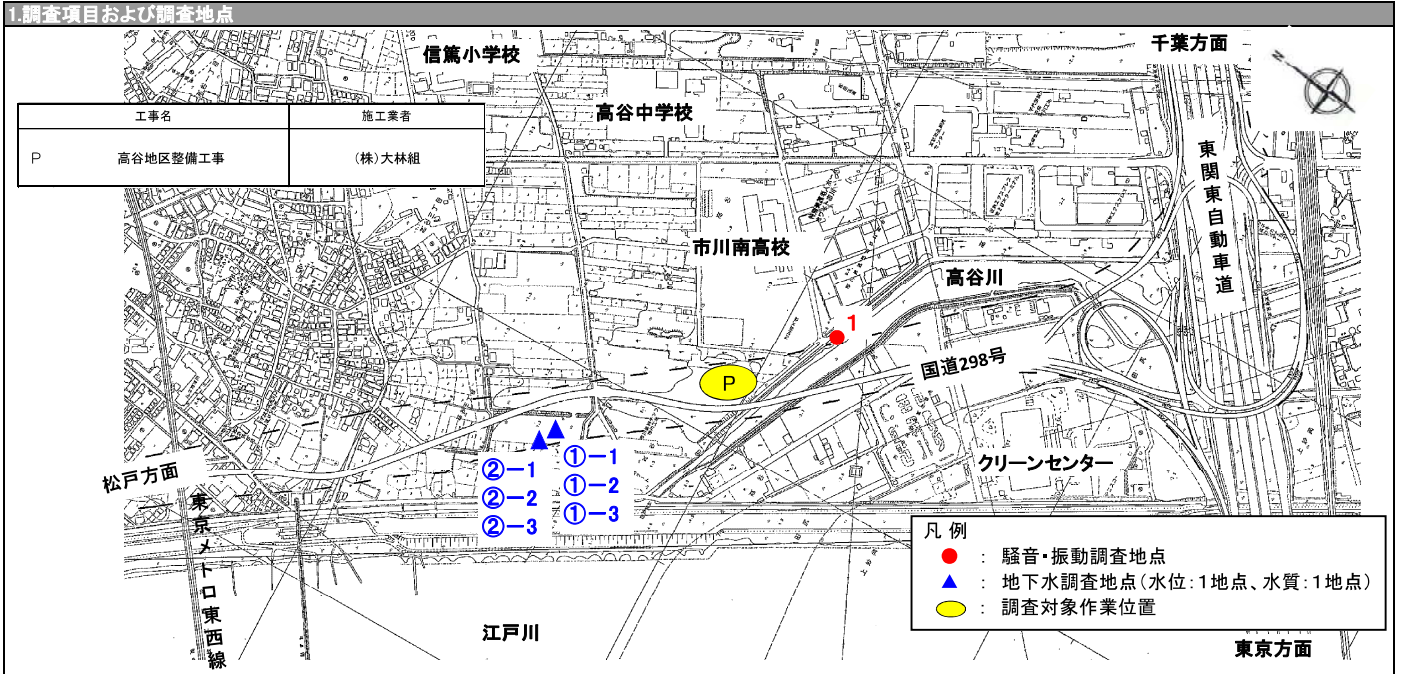 1.調査項目および調査地点
信篤小学校
千葉方面
N
工事名 施工業者
P 高谷地区整備工事 (株)大林組
高谷中学校
東関東自動車道
市川南高校
高谷川
1
P
国道298号
①-1
①-2
①-3
②-1
②-2
②-3
クリーンセンター
松戸方面
東京メトロ東西線
江戸川
凡 例
: 騒音・振動調査地点
: 地下水調査地点(水位:1地点、水質:1地点)
: 調査対象作業位置
東京方面